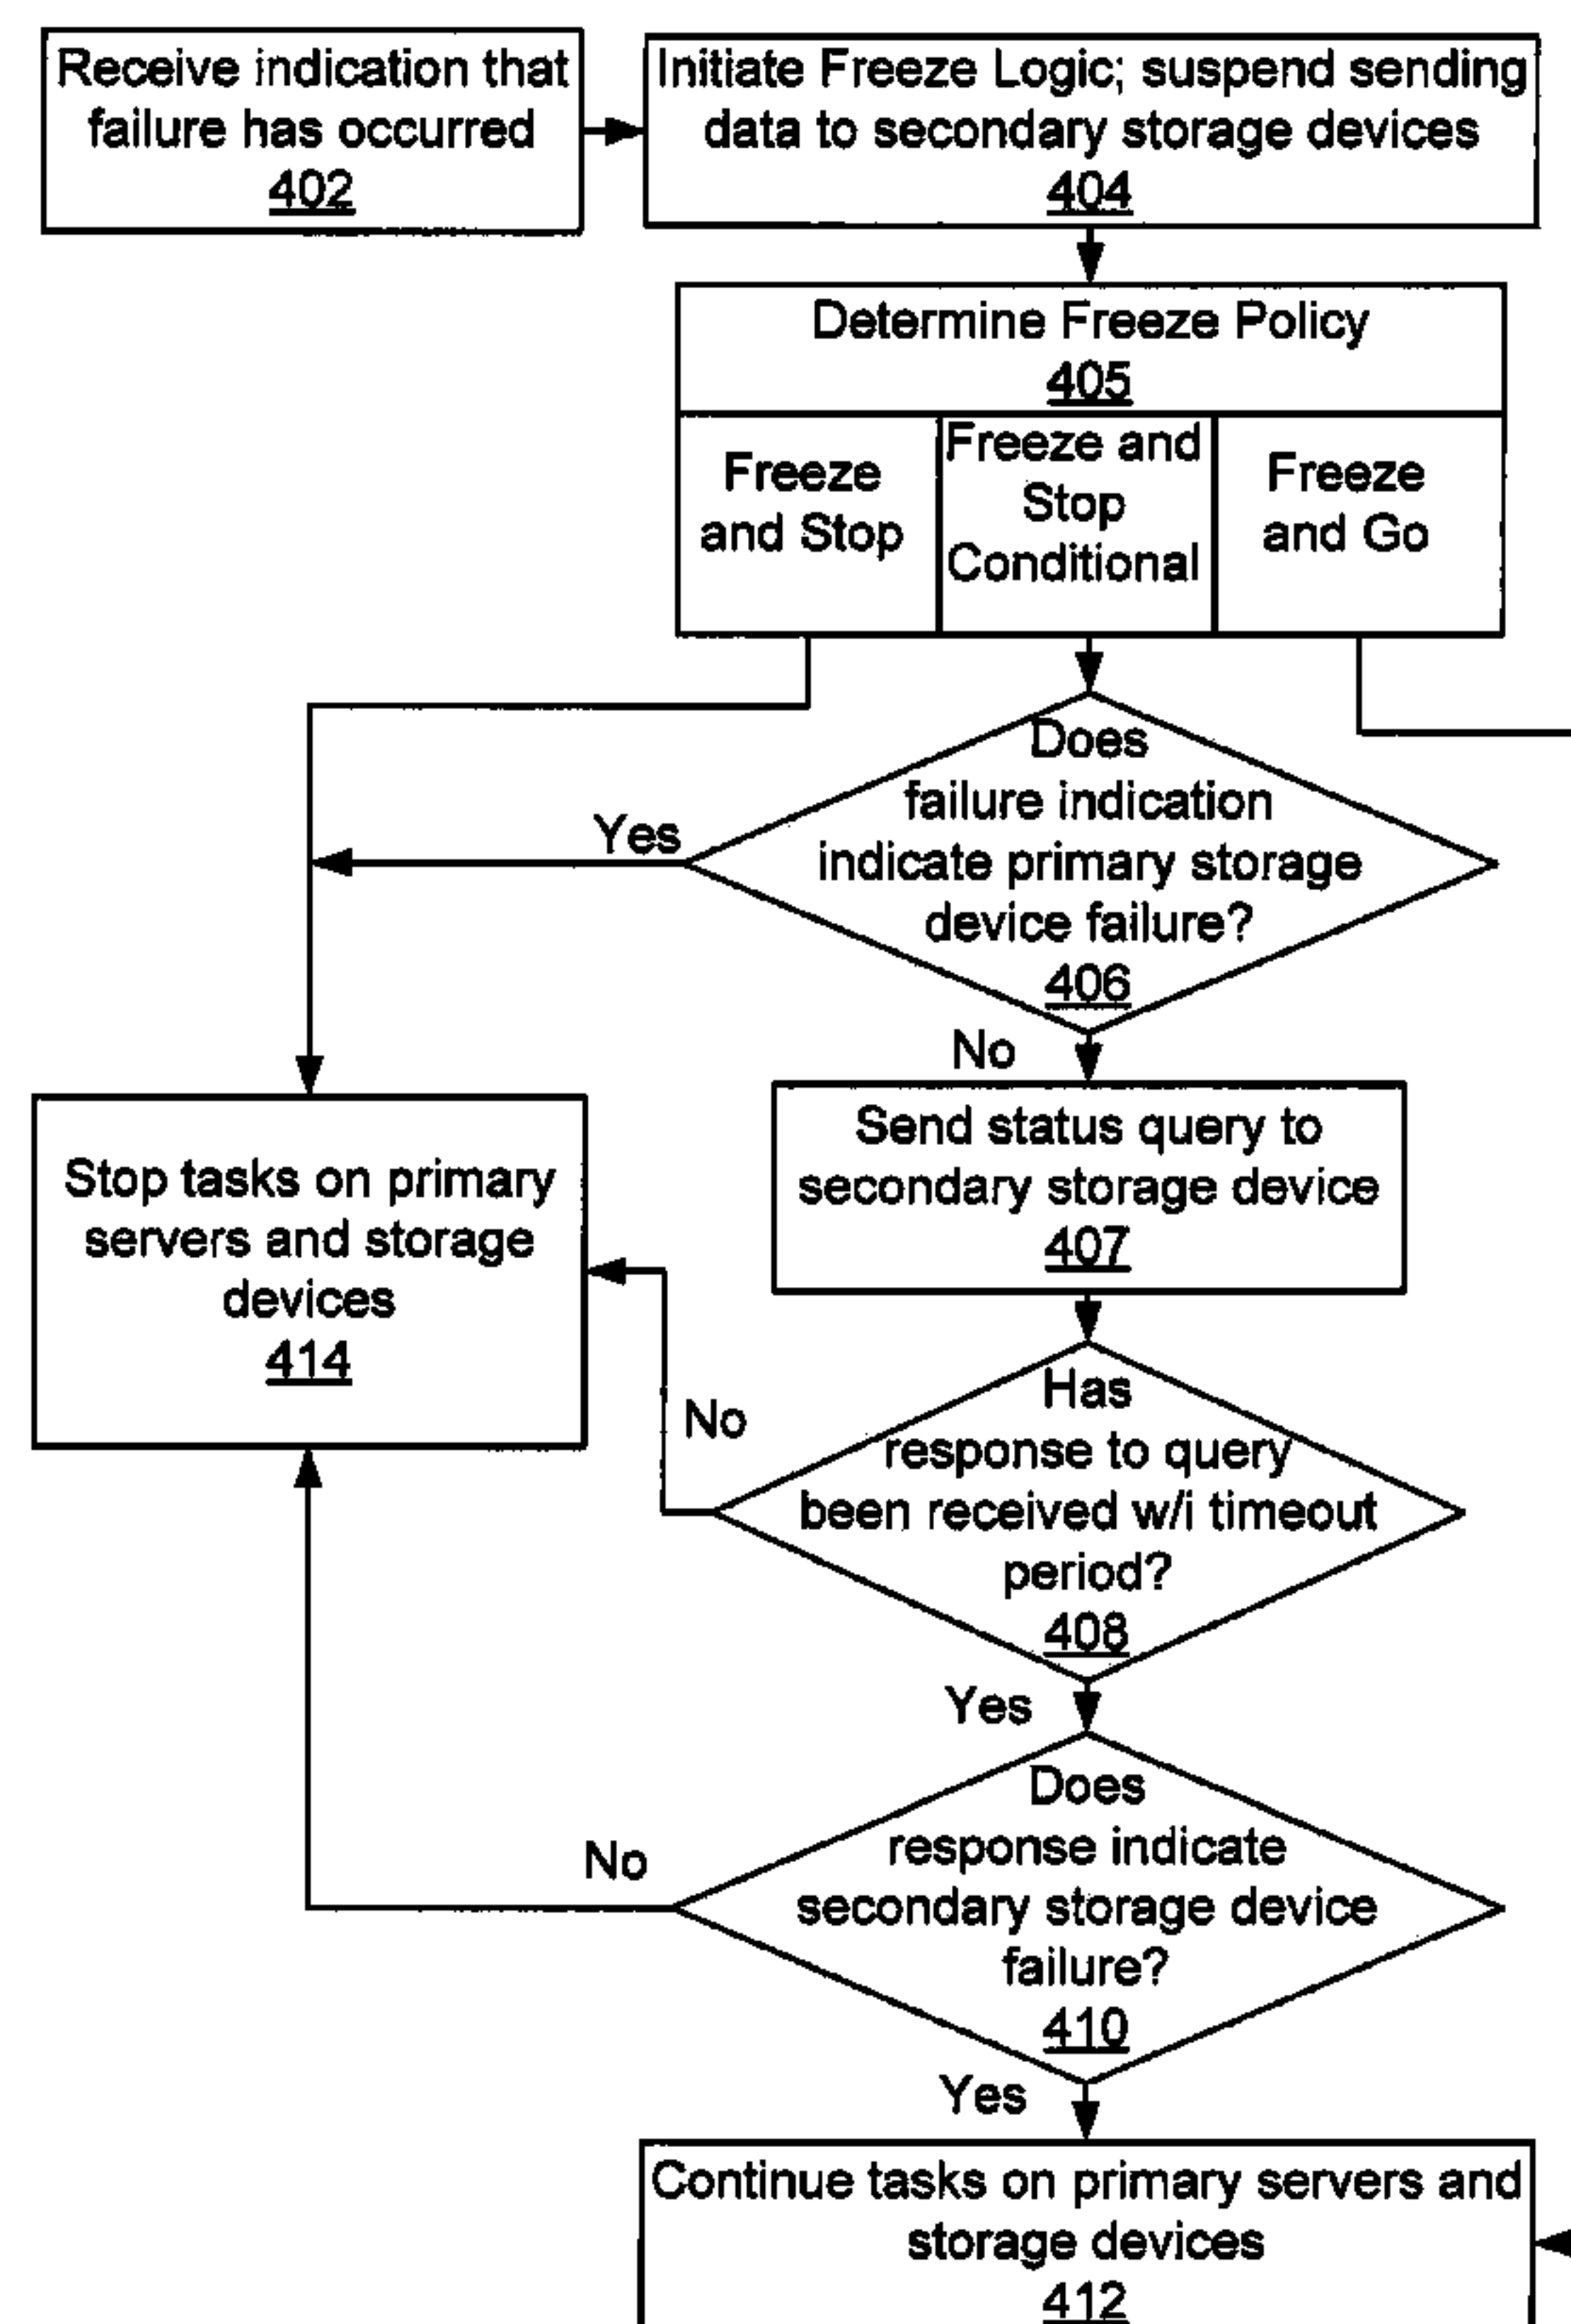 Receive indication that
failure has occurred
402
Initiate Freeze Logic; suspend sending
data to secondary storage devices
404
Determine Freeze Policy
405
Freeze
and Stop
Freeze and
Stop
Conditional
Freeze
and Go
Does
failure indication
indicate primary storage
device failure?
406
Yes
No
Send status query to
secondary storage device
407
Stop tasks on primary
servers and storage
devices
414
Has
response to query
been received w/i timeout
period?
408
No
Yes
Does
response indicate
secondary storage device
failure?
410
No
Yes
Continue tasks on primary servers and
storage devices
412